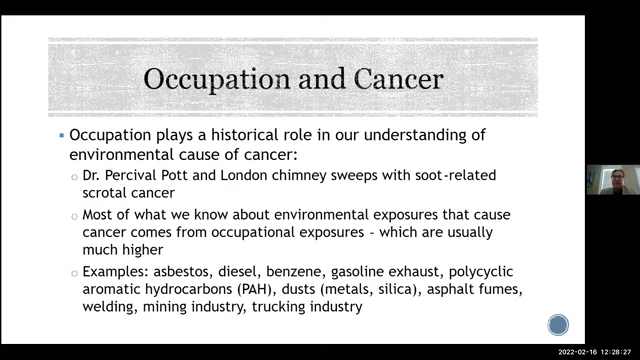 Occupation and Cancer
▪ Occupation plays a historical role in our understanding of
environmental cause of cancer:
o Dr. Percival Pott and London chimney sweeps with soot-related
scrotal cancer
o Most of what we know about environmental exposures that cause
cancer comes from occupational exposures – which are usually
much higher
o Examples: asbestos, diesel, benzene, gasoline exhaust, polycyclic
aromatic hydrocarbons (PAH), dusts (metals, silica), asphalt fumes,
welding, mining industry, trucking industry
2022-02-16 12:28:27